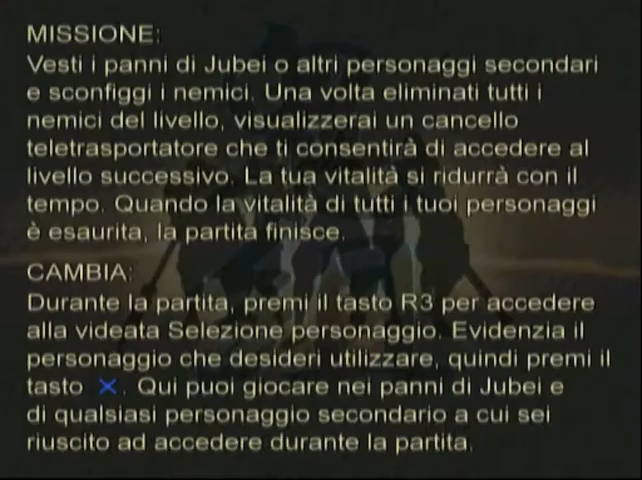 MISSIONE:
Vesti i panni di Jubei o altri personaggi secondari
e sconfiggi i nemici. Una volta eliminati tutti i
nemici del livello, visualizzerai un cancello
teletrasportatore che ti consentirà di accedere al
livello successivo. La tua vitalità si ridurrà con il
tempo. Quando la vitalità di tutti i tuoi personaggi
è esaurita, la partita finisce.
CAMBIA:
Durante la partita, premi il tasto R3 per accedere
alla videata Selezione personaggio. Evidenzia il
personaggio che desideri utilizzare, quindi premi il
tasto ×. Qui puoi giocare nei panni di Jubei e
di qualsiasi personaggio secondario a cui sei
riuscito ad accedere durante la partita.